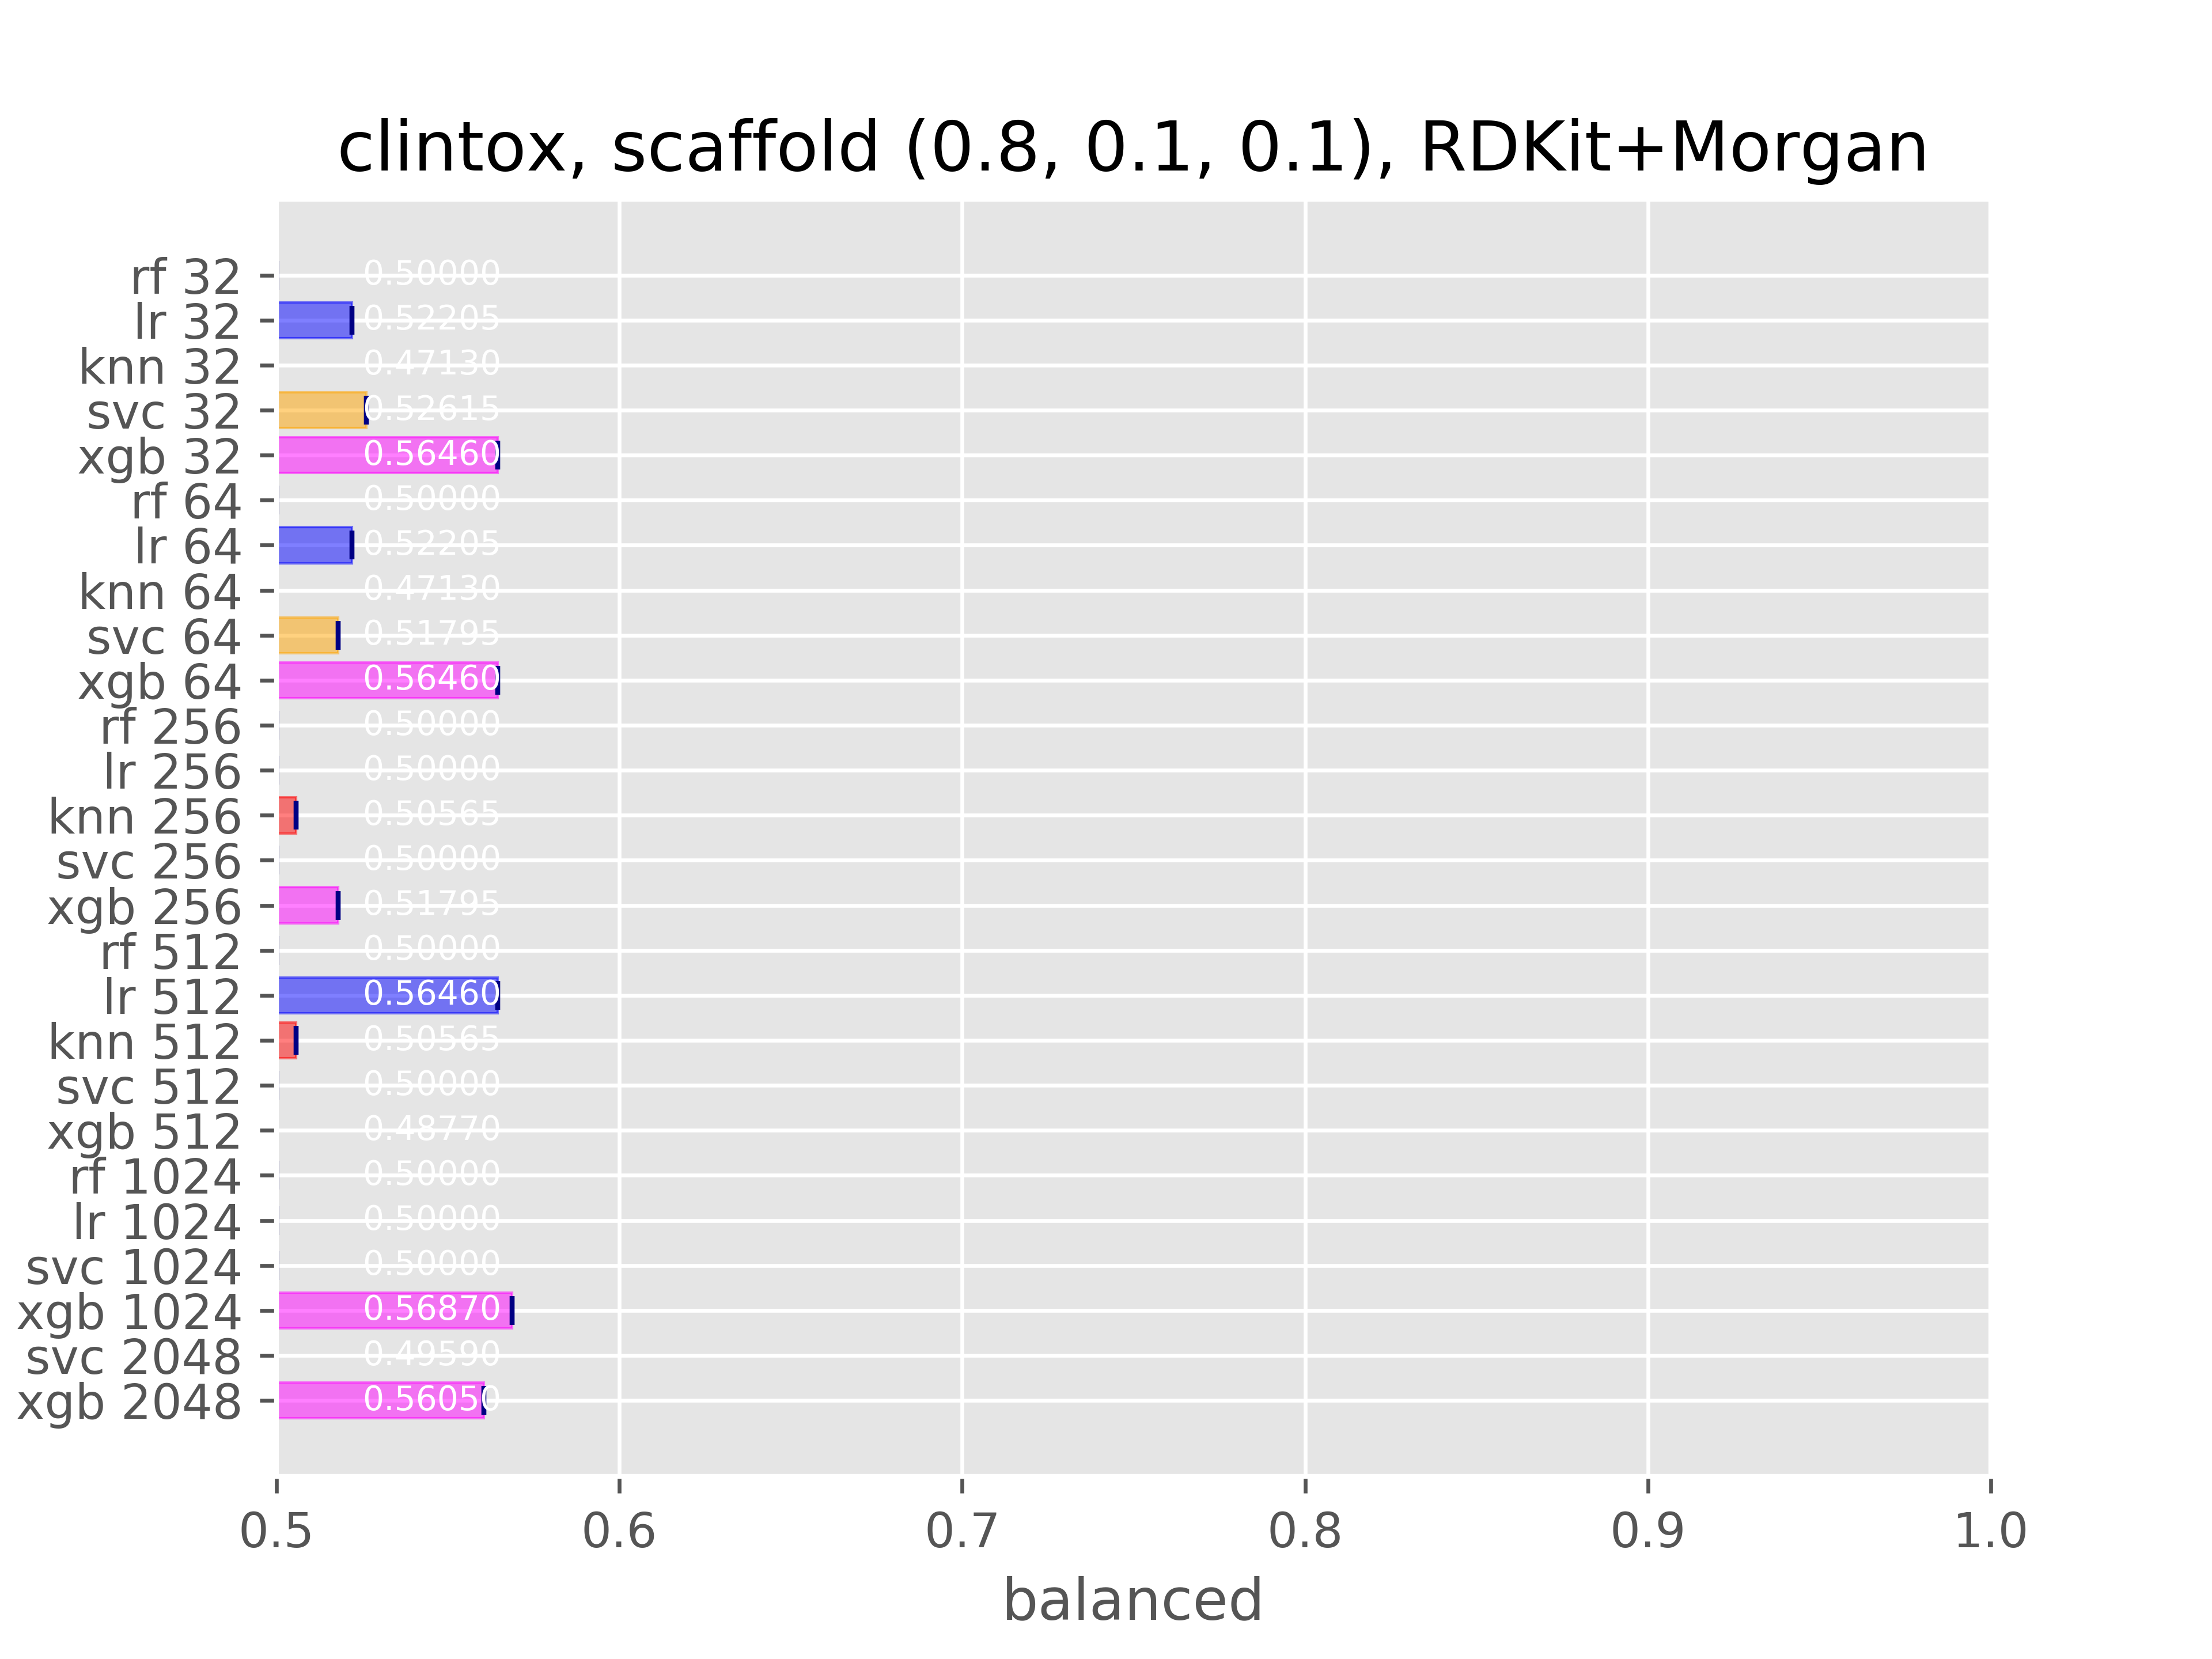 clintox, scaffold (0.8, 0.1, 0.1), RDKit+Morgan
rf 32 0.50000
lr 32 0.52205
knn 32 0.47130
svc 32 0.52615
xgb 32 0.56460
rf 64 0.50000
lr 64 0.52205
knn 64 0.47130
svc 64 0.51795
xgb 64 0.56460
rf 256 0.50000
lr 256 0.50000
knn 256 0.50565
svc 256 0.50000
xgb 256 0.51795
rf 512 0.50000
lr 512 0.56460
knn 512 0.50565
svc 512 0.50000
xgb 512 0.48770
rf 1024 0.50000
lr 1024 0.50000
svc 1024 0.50000
xgb 1024 0.56870
svc 2048 0.49590
xgb 2048 0.56050
0.5 0.6 0.7 0.8 0.9 1.0
balanced